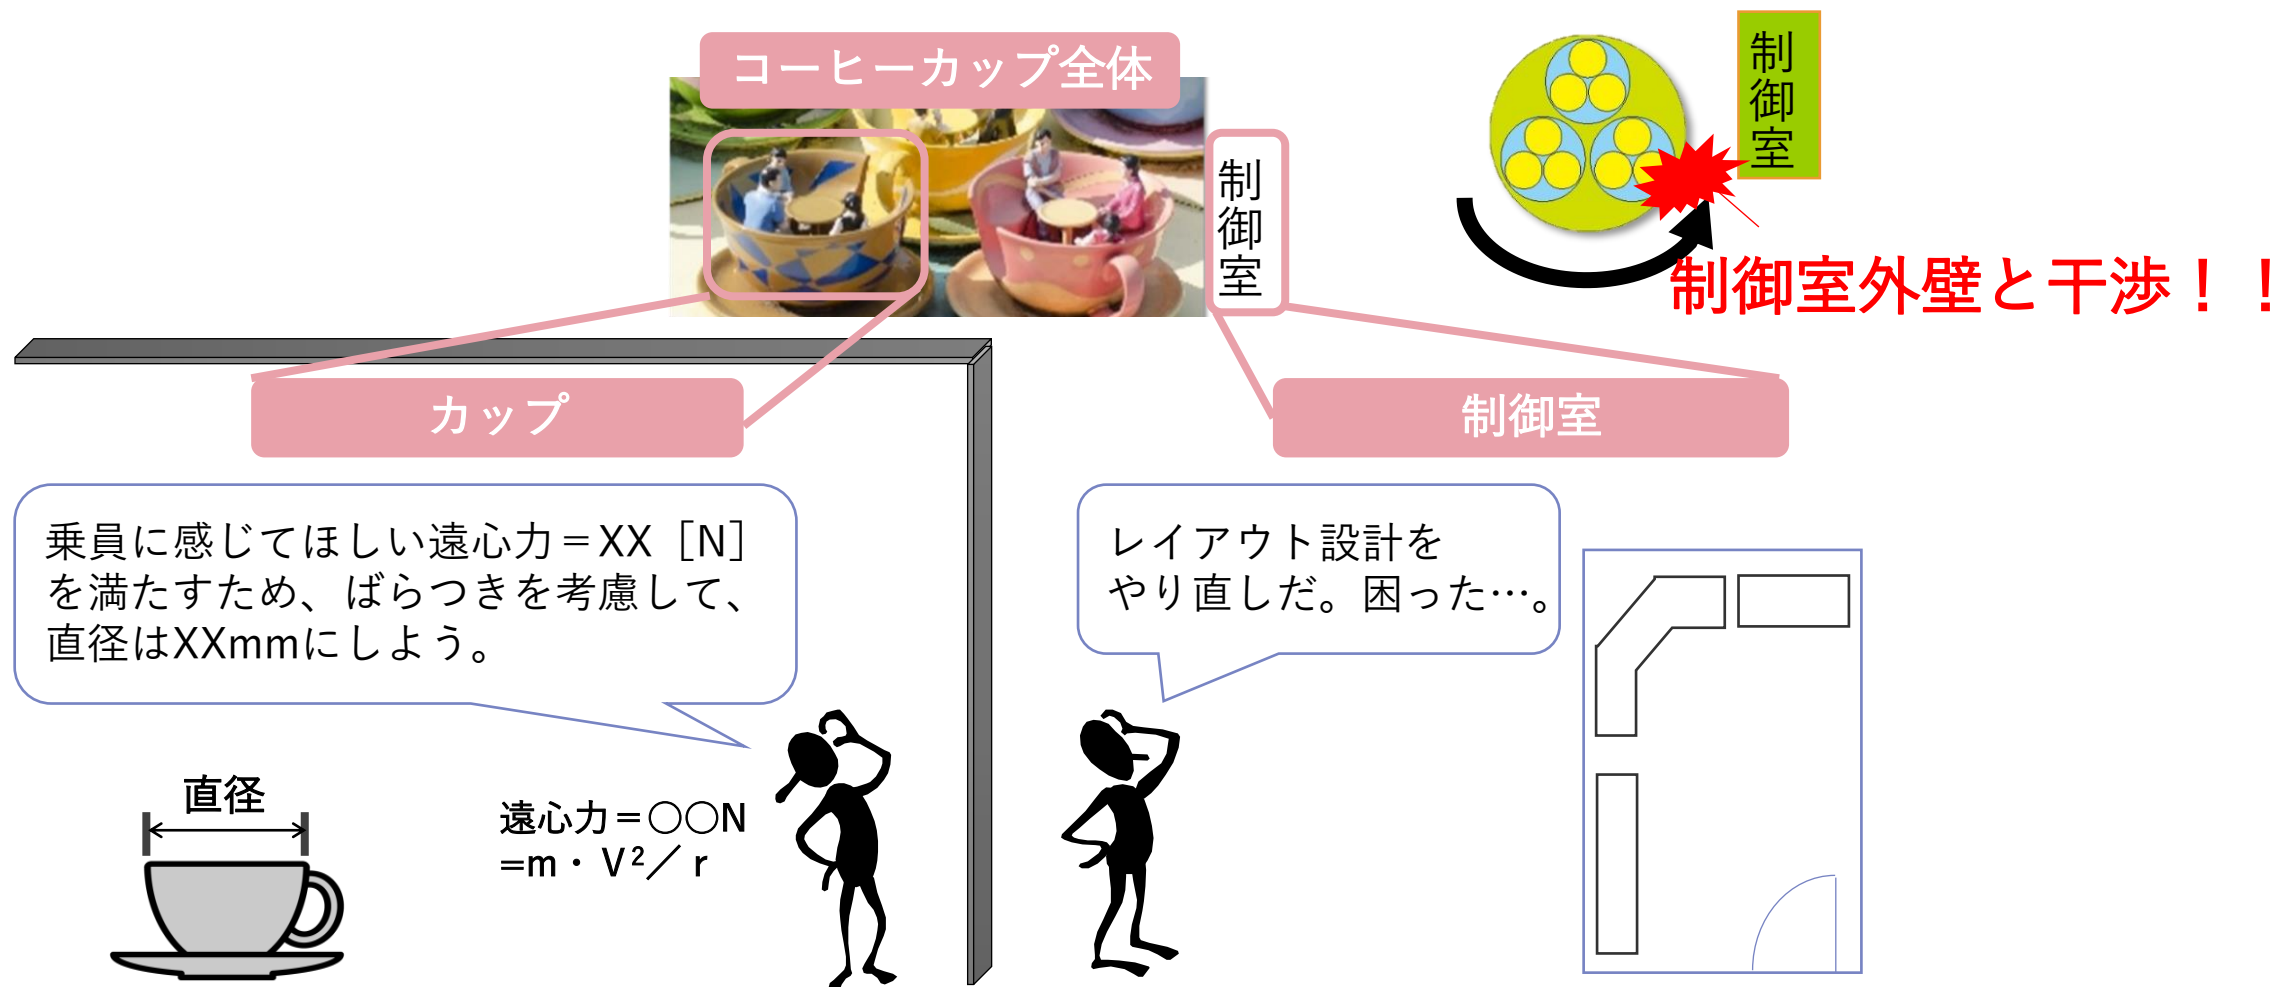 コーヒーカップ全体
制御室
制御室
制御室外壁と干渉！！
カップ
制御室
乗員に感じてほしい遠心力＝XX［N］
を満たすため、ばらつきを考慮して、
直径はXXmmにしよう。
レイアウト設計を
やり直しだ。困った…。
直径
遠心力＝〇〇N
=m・V²／r